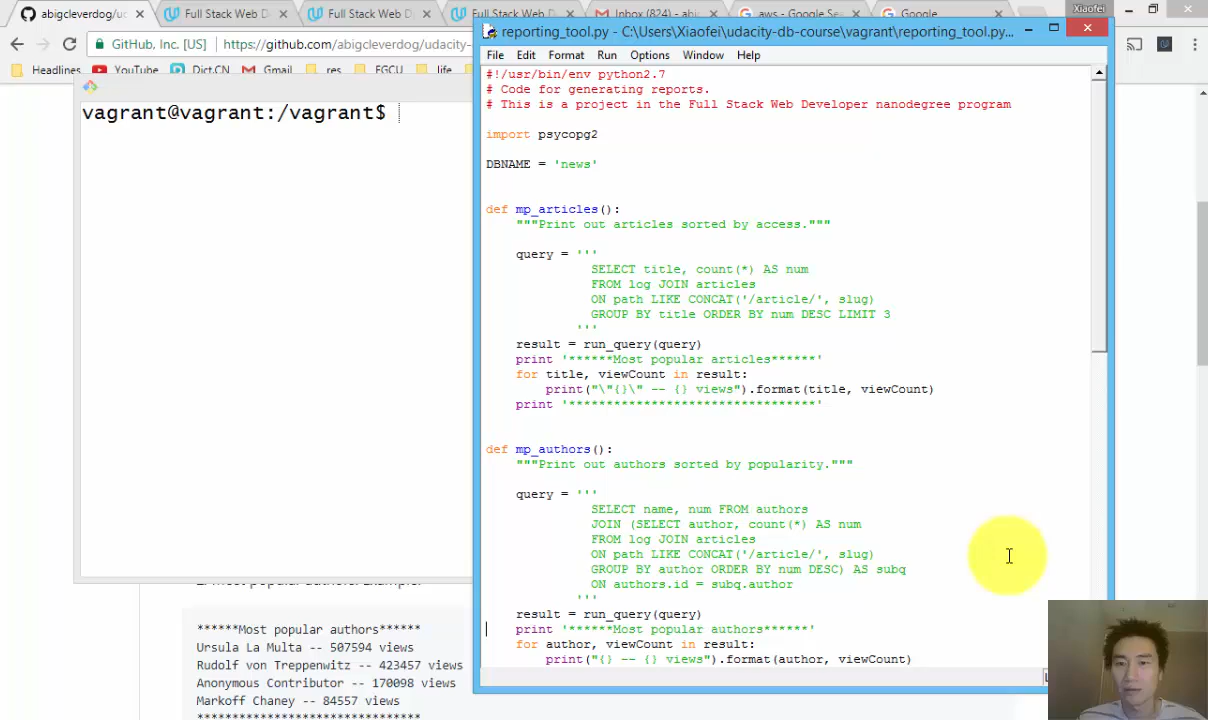 abigcleverdog/
Full Stack Web D
Full Stack Web D
Full Stack Web D
Inbox (824) - abi
aws - Google Se
Google
Xiaofei
GitHub, Inc. [US]
https://github.com/abigcleverdog/udacity-
Headlines
YouTube
Dict.CN
Gmail
run
FGCU
life
reporting_tool.py - C:\Users\Xiaofei\udacity-db-course\vagrant\reporting_tool.py...
File Edit Format Run Options Window Help
vagrant@vagrant:/vagrant$
#!/usr/bin/env python2.7
# Code for generating reports.
# This is a project in the Full Stack Web Developer nanodegree program
import psycopg2
DBNAME = 'news'
def mp_articles():
"""Print out articles sorted by access."""
query = '''
SELECT title, count(*) AS num
FROM log JOIN articles
ON path LIKE CONCAT('/article/', slug)
GROUP BY title ORDER BY num DESC LIMIT 3
'''
result = run_query(query)
print '******Most popular articles******'
for title, viewCount in result:
print("\"{}\" -- {} views").format(title, viewCount)
print '*********************************'
def mp_authors():
"""Print out authors sorted by popularity."""
query = '''
SELECT name, num FROM authors
JOIN (SELECT author, count(*) AS num
FROM log JOIN articles
ON path LIKE CONCAT('/article/', slug)
GROUP BY author ORDER BY num DESC) AS subq
ON authors.id = subq.author
'''
result = run_query(query)
print '******Most popular authors******'
for author, viewCount in result:
print("{} -- {} views").format(author, viewCount)
******Most popular authors******
Ursula La Multa -- 507594 views
Rudolf von Treppenwitz -- 423457 views
Anonymous Contributor -- 170098 views
Markoff Chaney -- 84557 views
********************************